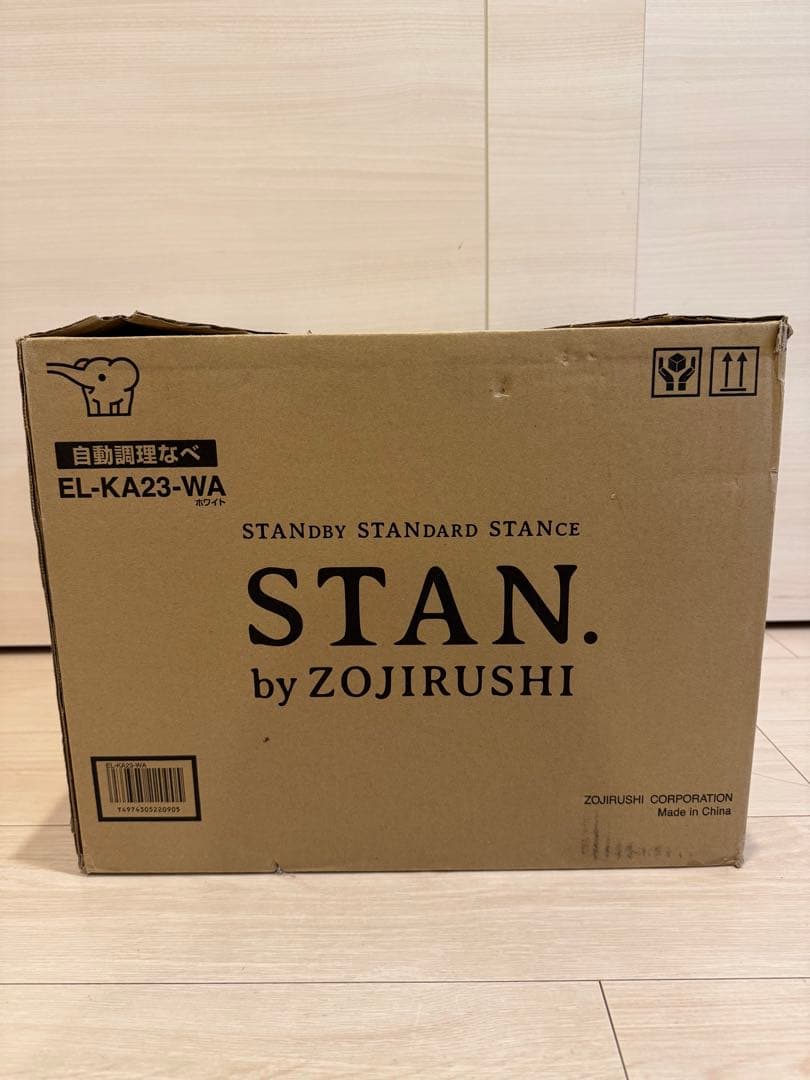 自動調理なべ
EL-KA23-WA
ホワイト
STANDBY STANDARD STANCE
STAN.
by ZOJIRUSHI
EL-KA23-WA
T4974305220905
ZOJIRUSHI CORPORATION
Made in China